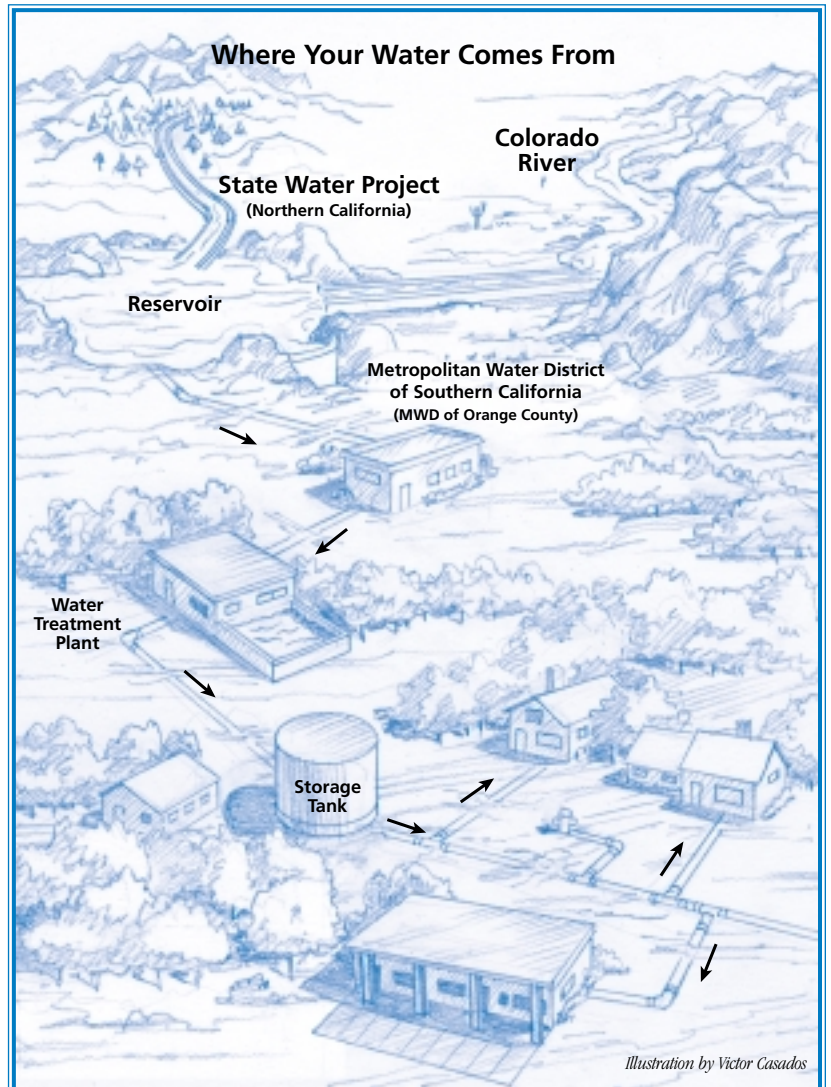 Where Your Water Comes From
Colorado
River
State Water Project
(Northern California)
Reservoir
Metropolitan Water District
of Southern California
(MWD of Orange County)
Water
Treatment
Plant
Storage
Tank
Illustration by Victor Casados